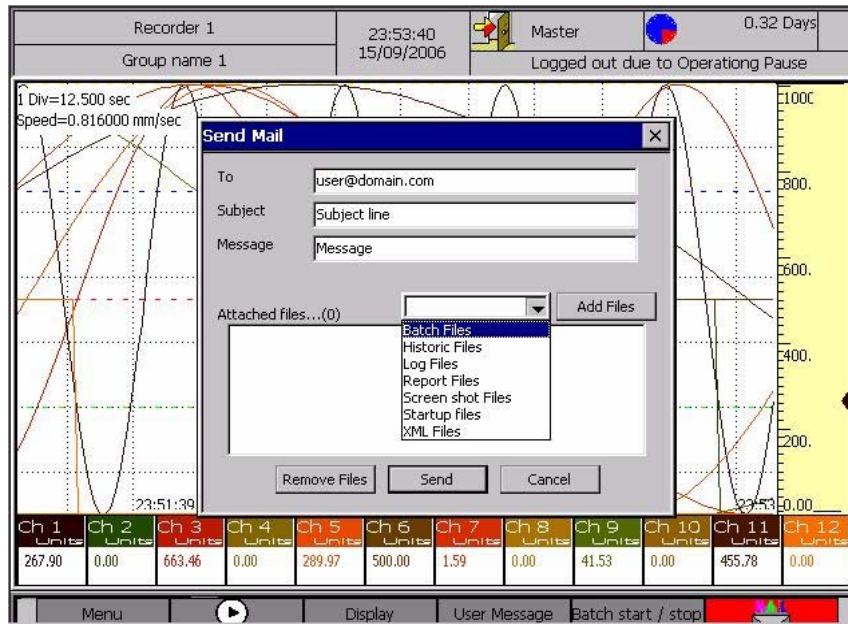 Recorder 1
Group name 1
23:53:40
15/09/2006
Master
0.32 Days
Logged out due to Operationg Pause
1 Div=12.500 sec
Speed=0.816000 mm/sec
Send Mail
To
user@domain.com
Subject
Subject line
Message
Message
Attached files...(0)
Add Files
Batch Files
Historic Files
Log Files
Report Files
Screen shot Files
Startup files
XML Files
Remove Files
Send
Cancel
800.
600.
400.
200.
0.00
23:51:39
Ch 1 Ch 2 Ch 3 Ch 4 Ch 5 Ch 6 Ch 7 Ch 8 Ch 9 Ch 10 Ch 11 Ch 12
Units Units Units Units Units Units Units Units Units Units Units Units
267.90 0.00 663.46 0.00 289.97 500.00 1.59 0.00 41.53 0.00 455.78 0.00
Menu
Display
User Message
Batch start / stop